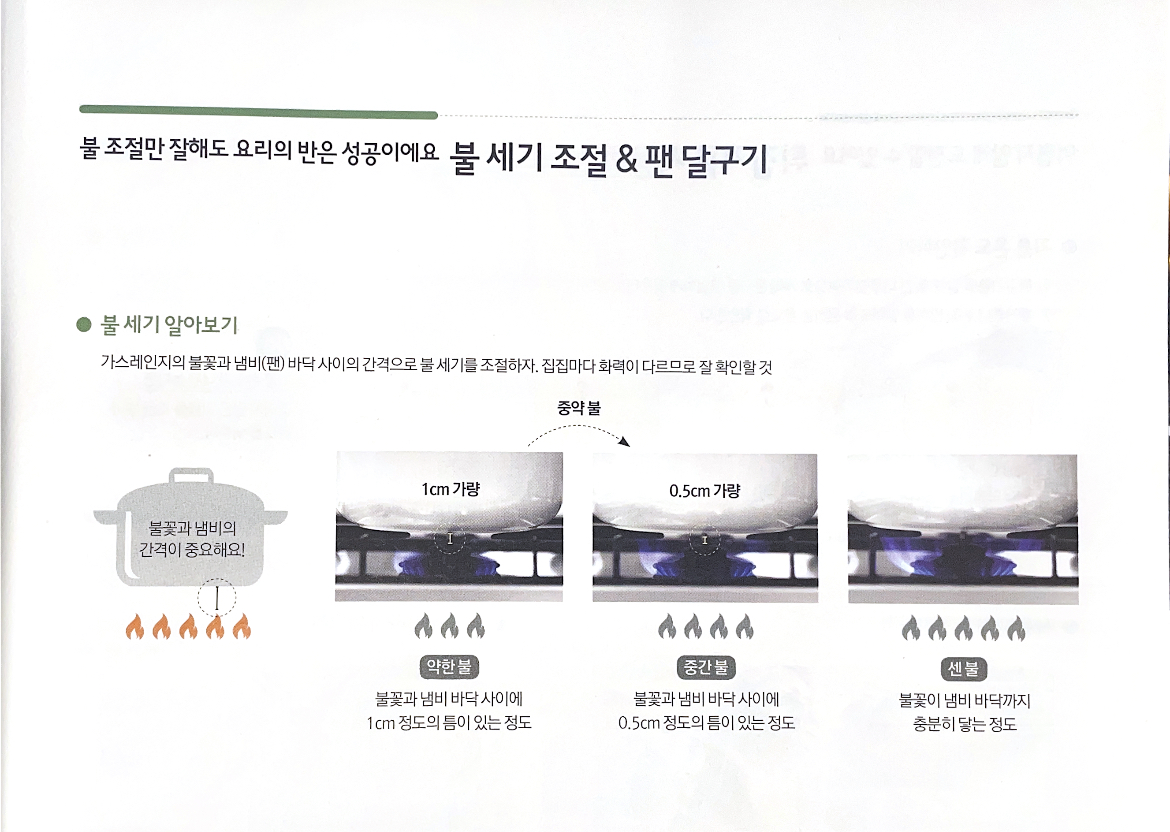 불 조절만 잘해도 요리의 반은 성공이에요 불 세기 조절 & 팬 달구기
● 불 세기 알아보기
가스레인지의 불꽃과 냄비(팬) 바닥 사이의 간격으로 불 세기를 조절하자. 집집마다 화력이 다르므로 잘 확인할 것
중약 불
불꽃과 냄비의
간격이 중요해요!
1cm 가량
0.5cm 가량
약한 불
불꽃과 냄비 바닥 사이에
1cm 정도의 틈이 있는 정도
중간 불
불꽃과 냄비 바닥 사이에
0.5cm 정도의 틈이 있는 정도
센 불
불꽃이 냄비 바닥까지
충분히 닿는 정도